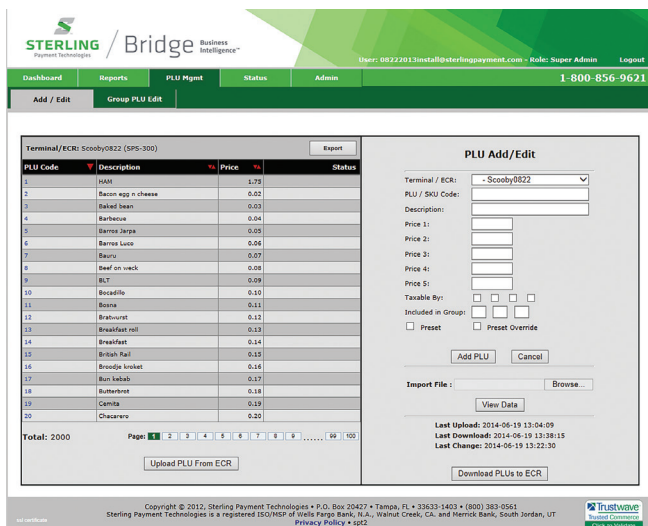 STERLING
Payment Technologies
Bridge Business Intelligence™
User: 08222013install@sterlingpayment.com - Role: Super Admin Logout
Dashboard Reports PLU Mgmt Status Admin 1-800-856-9621
Add / Edit Group PLU Edit
Terminal/ECR: Scooby0822 (SPS-300) Export
PLU Code Description Price Status
1 HAM 1.75
2 Bacon egg n cheese 0.02
3 Baked bean 0.03
4 Barbecue 0.04
5 Barros Jarpa 0.05
6 Barros Luco 0.06
7 Bauru 0.07
8 Beef on weck 0.08
9 BLT 0.09
10 Bocadillo 0.10
11 Bosna 0.11
12 Bratwurst 0.12
13 Breakfast roll 0.13
14 Breakfast 0.14
15 British Rail 0.15
16 Broodje kroket 0.16
17 Bun kebab 0.17
18 Butterbrot 0.18
19 Cemita 0.19
20 Chacarero 0.20
Total: 2000 Page: 1 2 3 4 5 6 7 8 9 ...... 99 100
Upload PLU From ECR
PLU Add/Edit
Terminal / ECR: - Scooby0822
PLU / SKU Code:
Description:
Price 1:
Price 2:
Price 3:
Price 4:
Price 5:
Taxable By:
Included in Group:
Preset Preset Override
Add PLU Cancel
Import File : Browse...
View Data
Last Upload: 2014-06-19 13:04:09
Last Download: 2014-06-19 13:38:15
Last Change: 2014-06-19 13:22:30
Download PLUs to ECR
Copyright © 2012, Sterling Payment Technologies • P.O. Box 20427 • Tampa, FL • 33633-1403 • (800) 383-0561
Sterling Payment Technologies is a registered ISO/MSP of Wells Fargo Bank, N.A., Walnut Creek, CA. and Merrick Bank, South Jordan, UT
Privacy Policy • spt2
ssl certificate
Trustwave
Trusted Commerce
Click to Validate